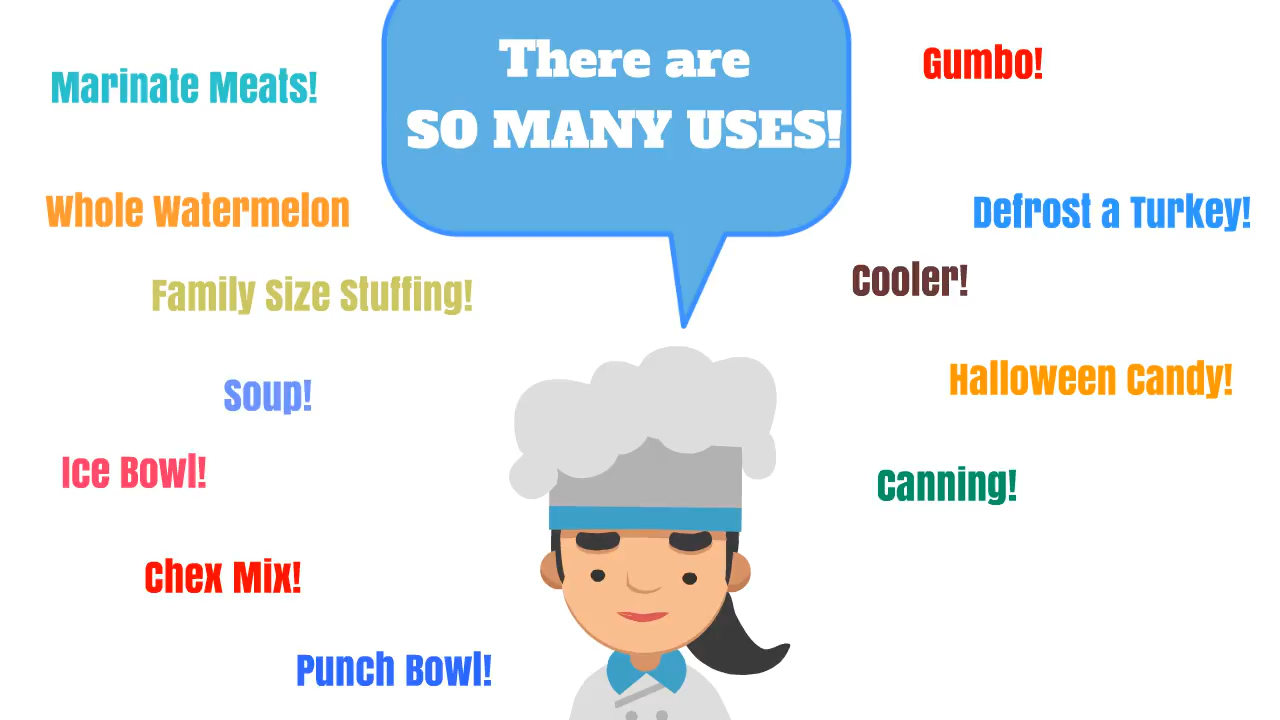 There are
SO MANY USES!
Marinate Meats!
Whole Watermelon
Family Size Stuffing!
Soup!
Ice Bowl!
Chex Mix!
Punch Bowl!
Gumbo!
Defrost a Turkey!
Cooler!
Halloween Candy!
Canning!